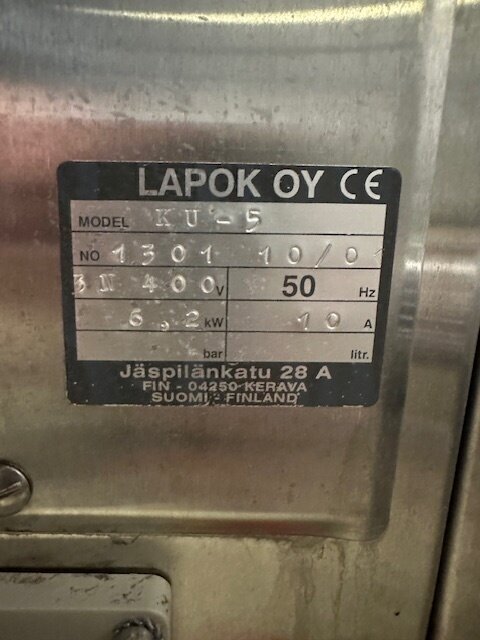 LAPOK OY CE
MODEL KU-5
NO 1301 10/01
3N 400 V 50 Hz
6,2 kW 10 A
bar litr.
Jäspilänkatu 28 A
FIN - 04250 KERAVA
SUOMI - FINLAND